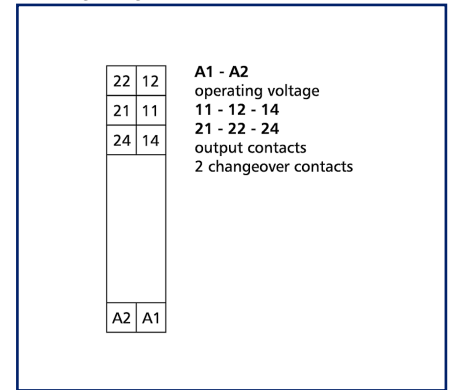 22 12
21 11
24 14
A2 A1
A1 - A2
operating voltage
11 - 12 - 14
21 - 22 - 24
output contacts
2 changeover contacts